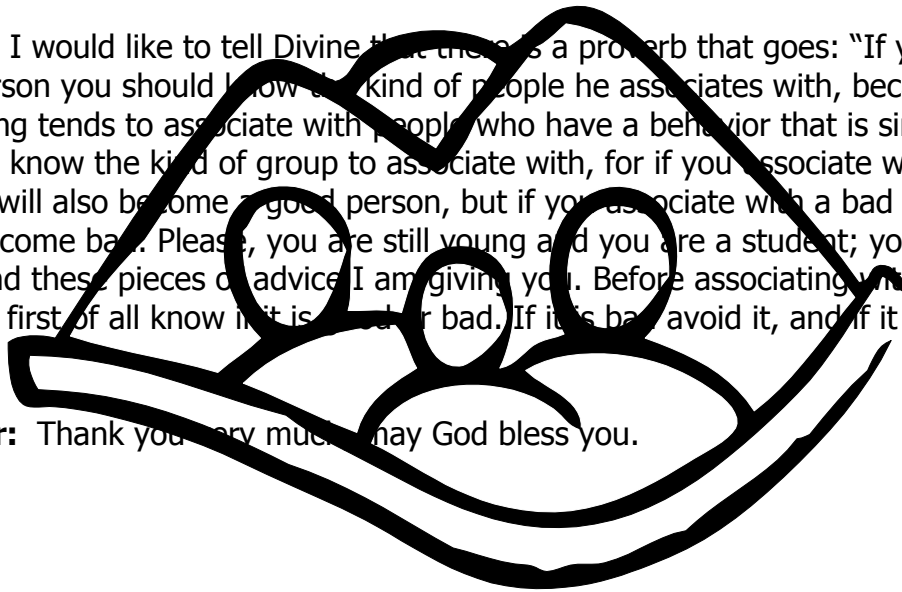 I would like to tell Divine that there is a proverb that goes: “If y
rson you should know the kind of people he associates with, bec
ng tends to associate with people who have a behavior that is si
know the kind of group to associate with, for if you associate w
will also become a good person, but if you associate with a bad
come bad. Please, you are still young and you are a student; yo
nd these pieces of advice I am giving you. Before associating wit
first of all know if it is good or bad. If it is bad avoid it, and if it
r: Thank you very much, may God bless you.